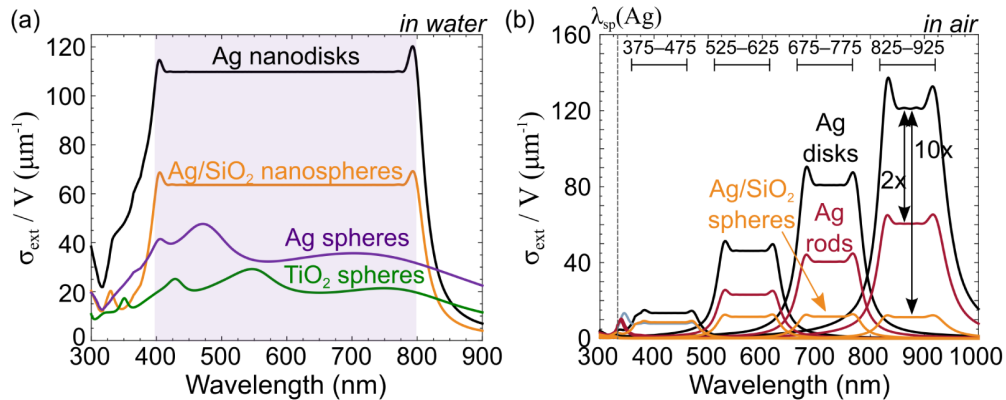 (a)
in water
120
100
80
60
40
20
0
σext / V (μm⁻¹)
Ag nanodisks
Ag/SiO₂ nanospheres
Ag spheres
TiO₂ spheres
300 400 500 600 700 800 900
Wavelength (nm)
(b)
λsp(Ag)
in air
160
120
80
40
0
σext / V (μm⁻¹)
375–475 525–625 675–775 825–925
Ag
disks
10x
2x
Ag/SiO₂
spheres
Ag
rods
300 400 500 600 700 800 900 1000
Wavelength (nm)